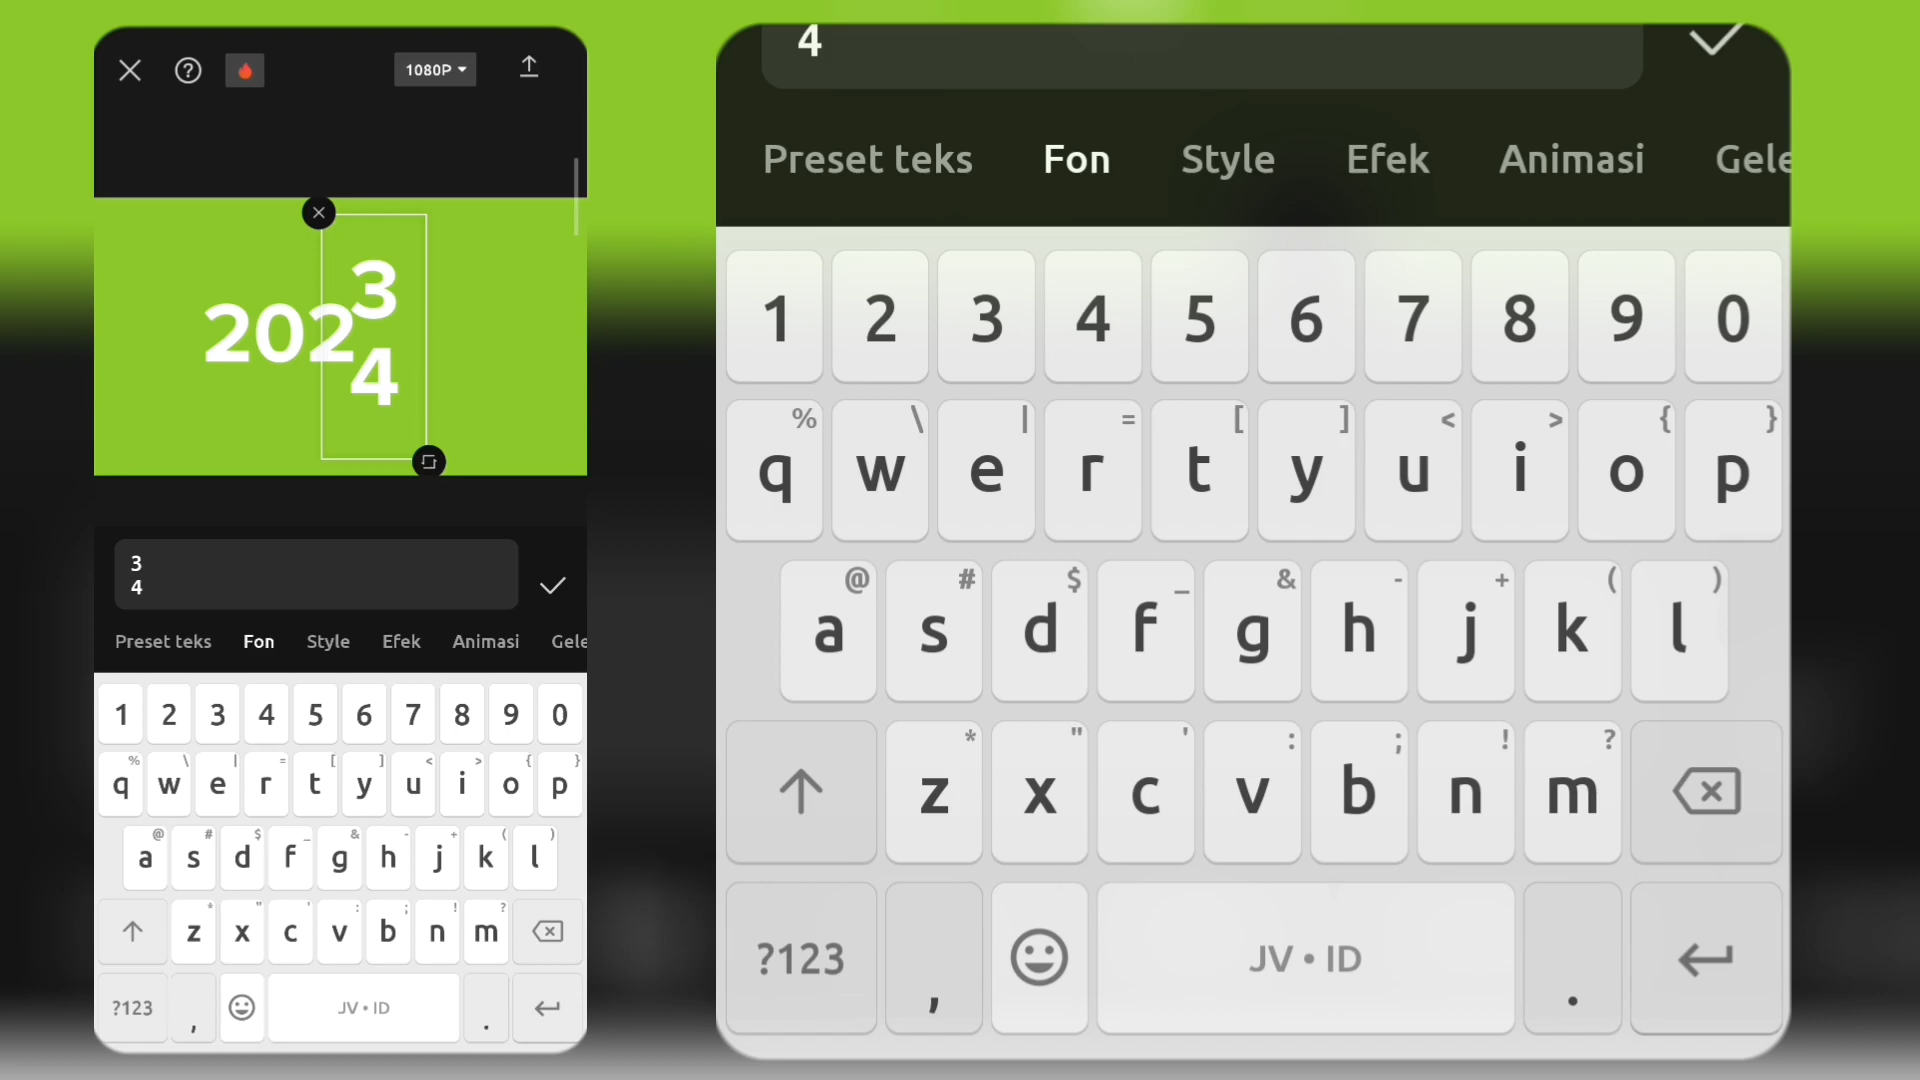 1080P
202
3
4
3
4
Preset teks Fon Style Efek Animasi Gele
1 2 3 4 5 6 7 8 9 0
% \ | = [ ] < > { }
q w e r t y u i o p
@ # $ _ & - + ( )
a s d f g h j k l
* " ' : ; ! ?
z x c v b n m
?123 , JV • ID .
4
Preset teks Fon Style Efek Animasi Gele
1 2 3 4 5 6 7 8 9 0
% \ | = [ ] < > { }
q w e r t y u i o p
@ # $ _ & - + ( )
a s d f g h j k l
* " ' : ; ! ?
z x c v b n m
?123 , JV • ID .